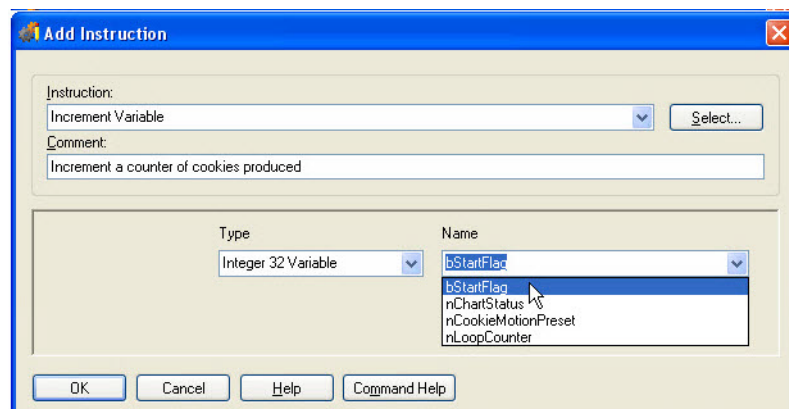 Add Instruction
Instruction:
Increment Variable
Select...
Comment:
Increment a counter of cookies produced
Type
Name
Integer 32 Variable
bStartFlag
bStartFlag
nChartStatus
nCookieMotionPreset
nLoopCounter
OK
Cancel
Help
Command Help